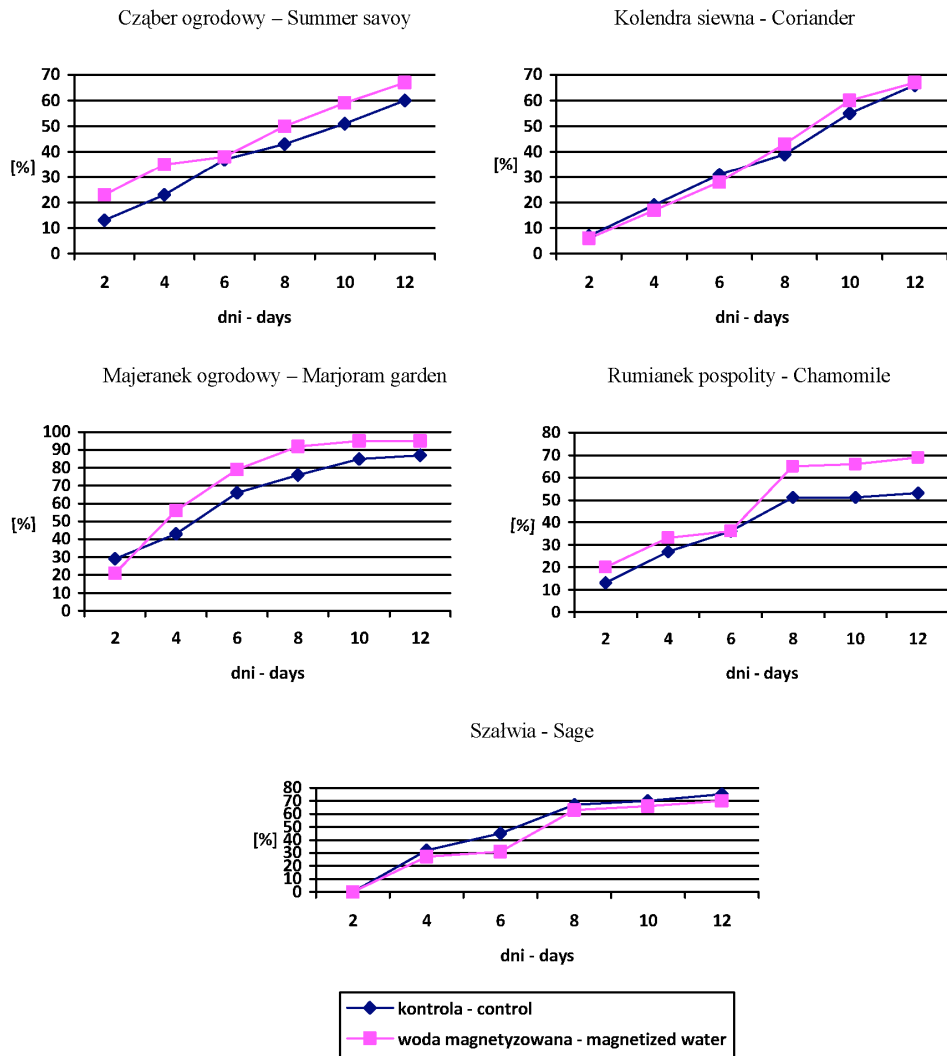 Cząber ogrodowy – Summer savoy
70
60
50
40
30
20
10
0
[%]
2 4 6 8 10 12
dni - days
Kolendra siewna - Coriander
70
60
50
40
30
20
10
0
[%]
2 4 6 8 10 12
dni - days
Majeranek ogrodowy – Marjoram garden
100
90
80
70
60
50
40
30
20
10
0
[%]
2 4 6 8 10 12
dni - days
Rumianek pospolity - Chamomile
80
70
60
50
40
30
20
10
0
[%]
2 4 6 8 10 12
dni - days
Szałwia - Sage
80
70
60
50
40
30
20
10
0
[%]
2 4 6 8 10 12
dni - days
kontrola - control
woda magnetyzowana - magnetized water